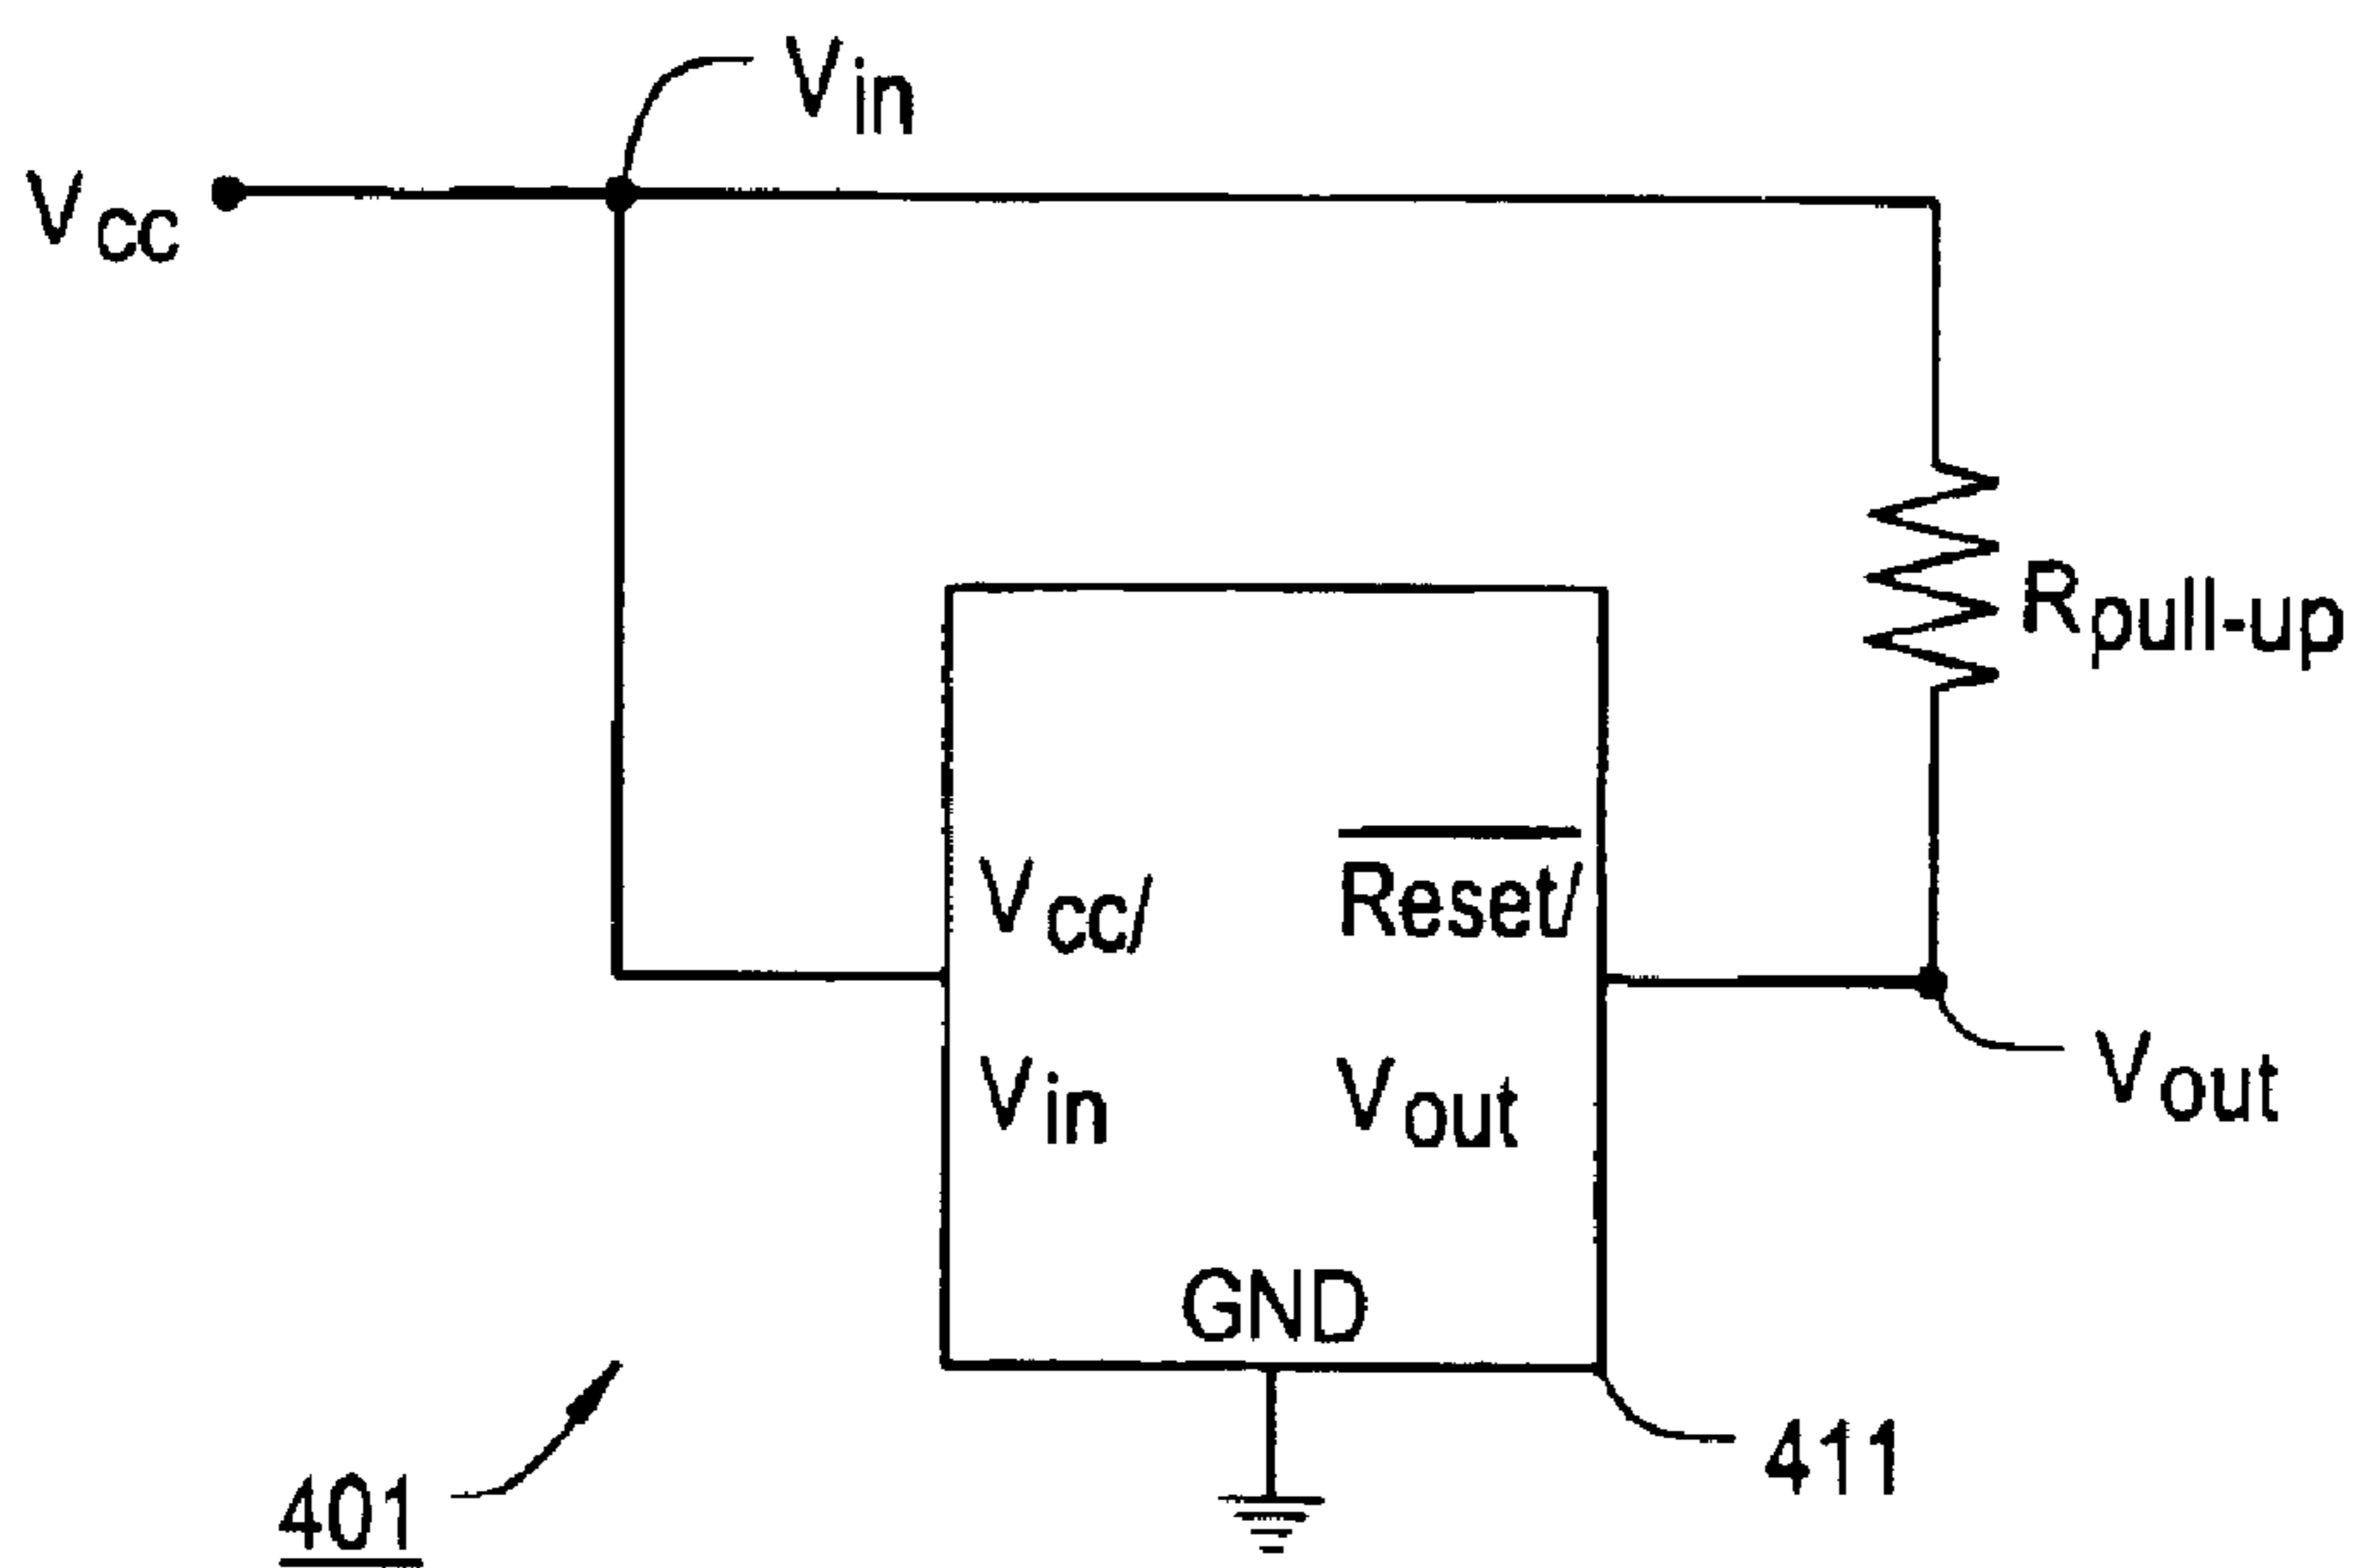 Vin
Vcc
Rpull-up
Vcc/
Reset/
Vin
Vout
Vout
GND
411
401